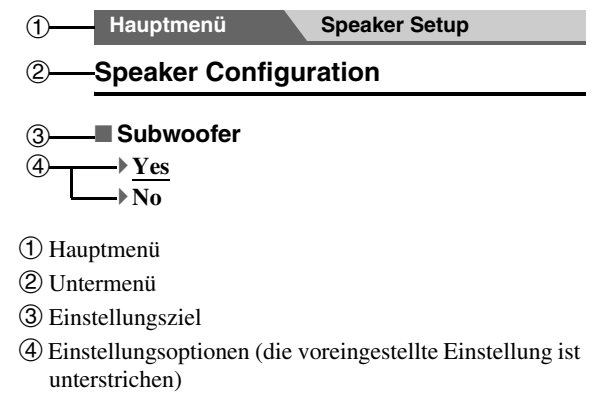 ① Hauptmenü Speaker Setup
② Speaker Configuration
③ ■ Subwoofer
④ Yes
No
① Hauptmenü
② Untermenü
③ Einstellungsziel
④ Einstellungsoptionen (die voreingestellte Einstellung ist
unterstrichen)